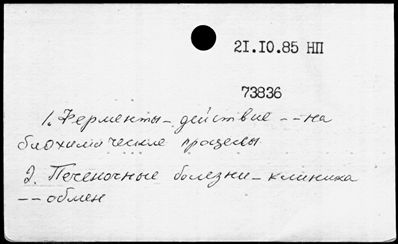 21.10.85 НП
73836
1. Ферменты – действие – – на
биохимические процессы
2. Печеночные болезни – клиника
– – обмен